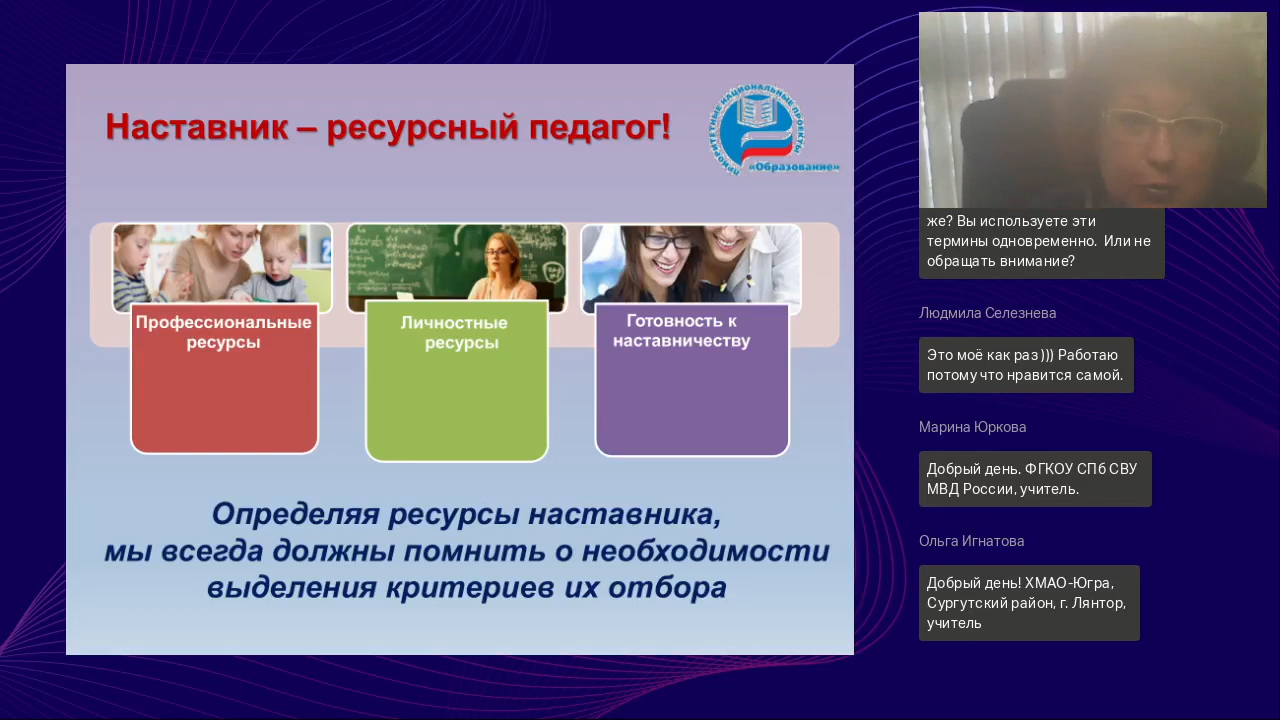 Наставник – ресурсный педагог!
ПРИОРИТЕТНЫЕ НАЦИОНАЛЬНЫЕ ПРОЕКТЫ
«Образование»
Профессиональные
ресурсы
Личностные
ресурсы
Готовность к
наставничеству
Определяя ресурсы наставника,
мы всегда должны помнить о необходимости
выделения критериев их отбора
же? Вы используете эти
термины одновременно. Или не
обращать внимание?
Людмила Селезнева
Это моё как раз ))) Работаю
потому что нравится самой.
Марина Юркова
Добрый день. ФГКОУ СПб СВУ
МВД России, учитель.
Ольга Игнатова
Добрый день! ХМАО-Югра,
Сургутский район, г. Лянтор,
учитель